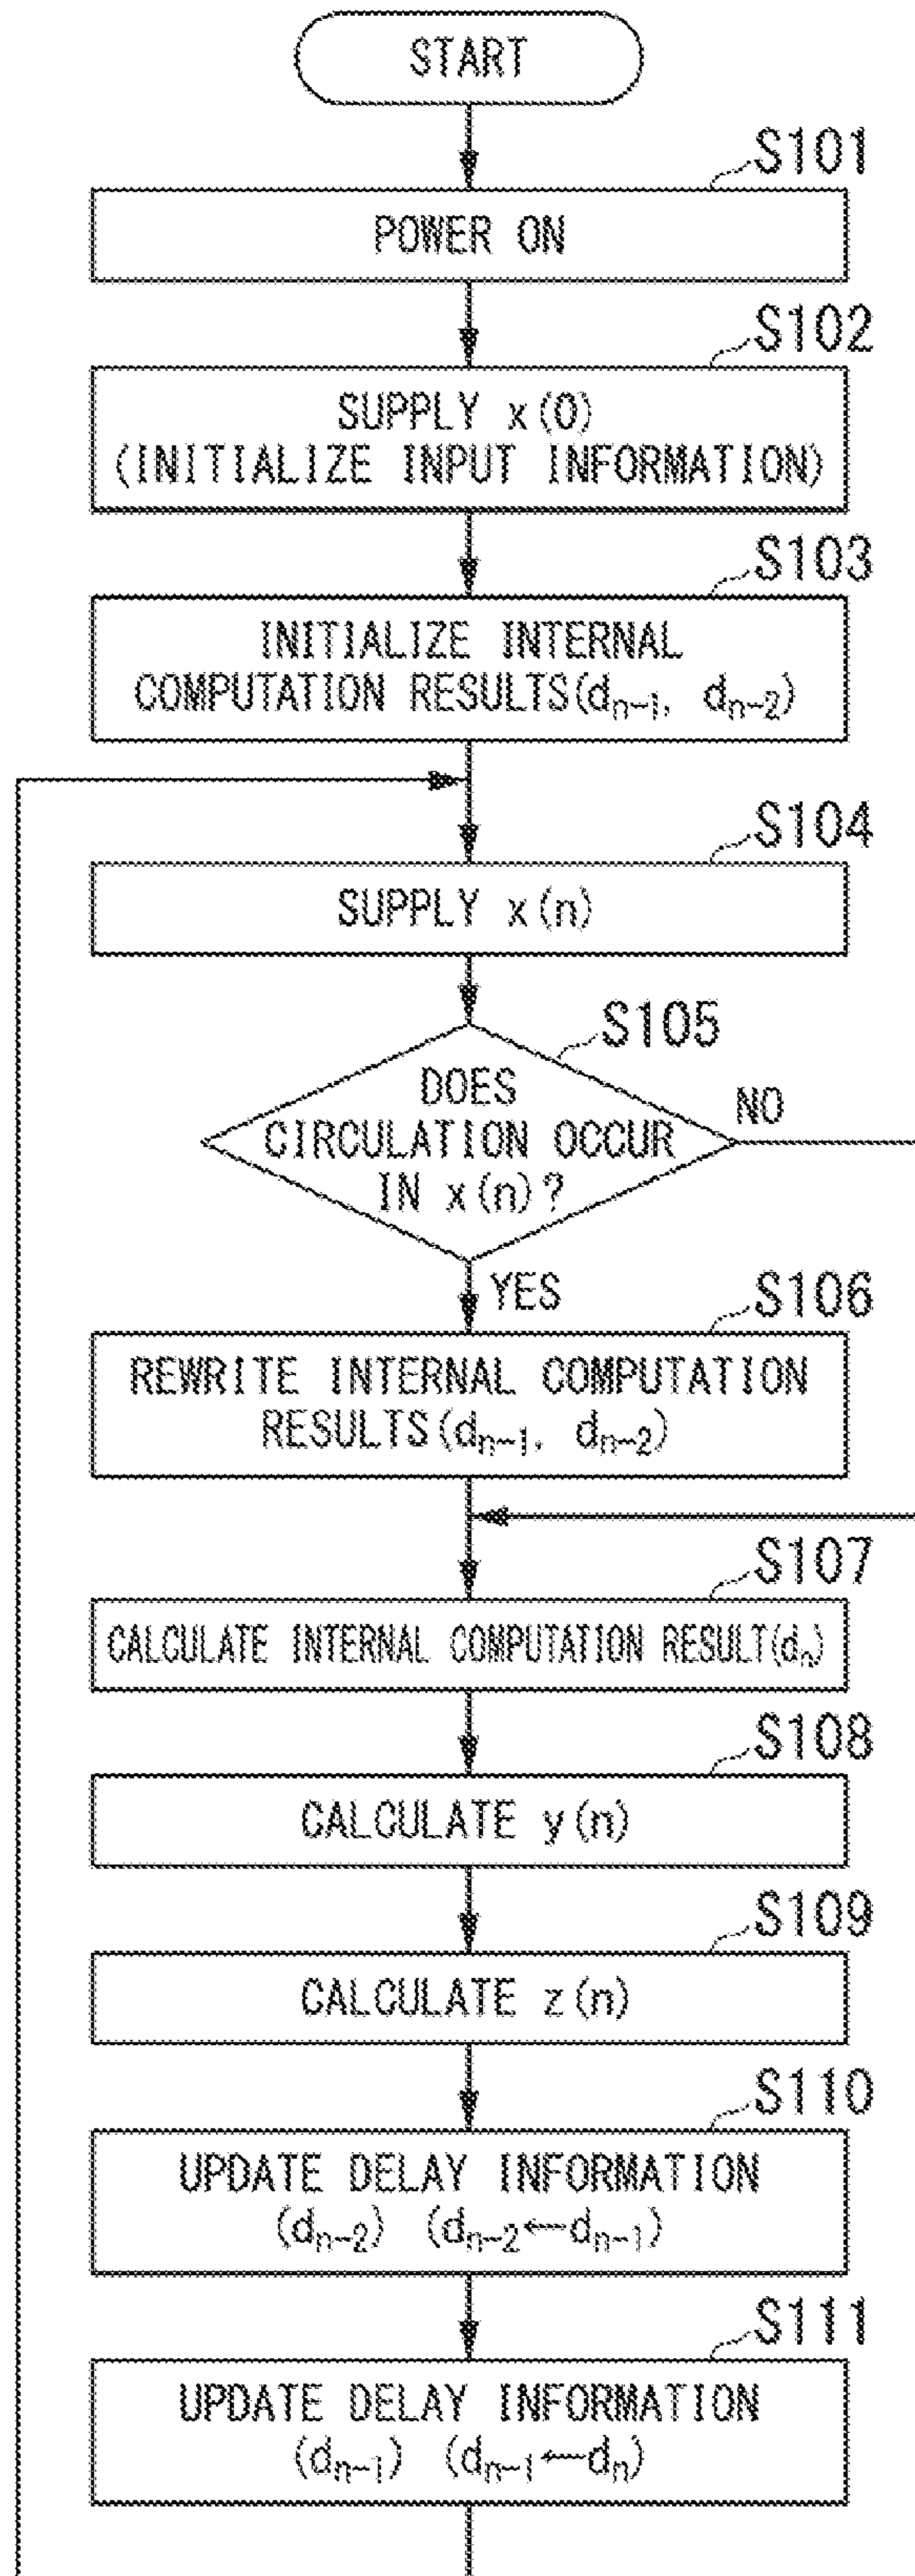 START
S101
POWER ON
S102
SUPPLY x(0)
(INITIALIZE INPUT INFORMATION)
S103
INITIALIZE INTERNAL
COMPUTATION RESULTS(dn-1, dn-2)
S104
SUPPLY x(n)
S105
DOES
CIRCULATION OCCUR
IN x(n)?
NO
YES
S106
REWRITE INTERNAL COMPUTATION
RESULTS(dn-1, dn-2)
S107
CALCULATE INTERNAL COMPUTATION RESULT(dn)
S108
CALCULATE y(n)
S109
CALCULATE z(n)
S110
UPDATE DELAY INFORMATION
(dn-2) (dn-2←dn-1)
S111
UPDATE DELAY INFORMATION
(dn-1) (dn-1←dn)